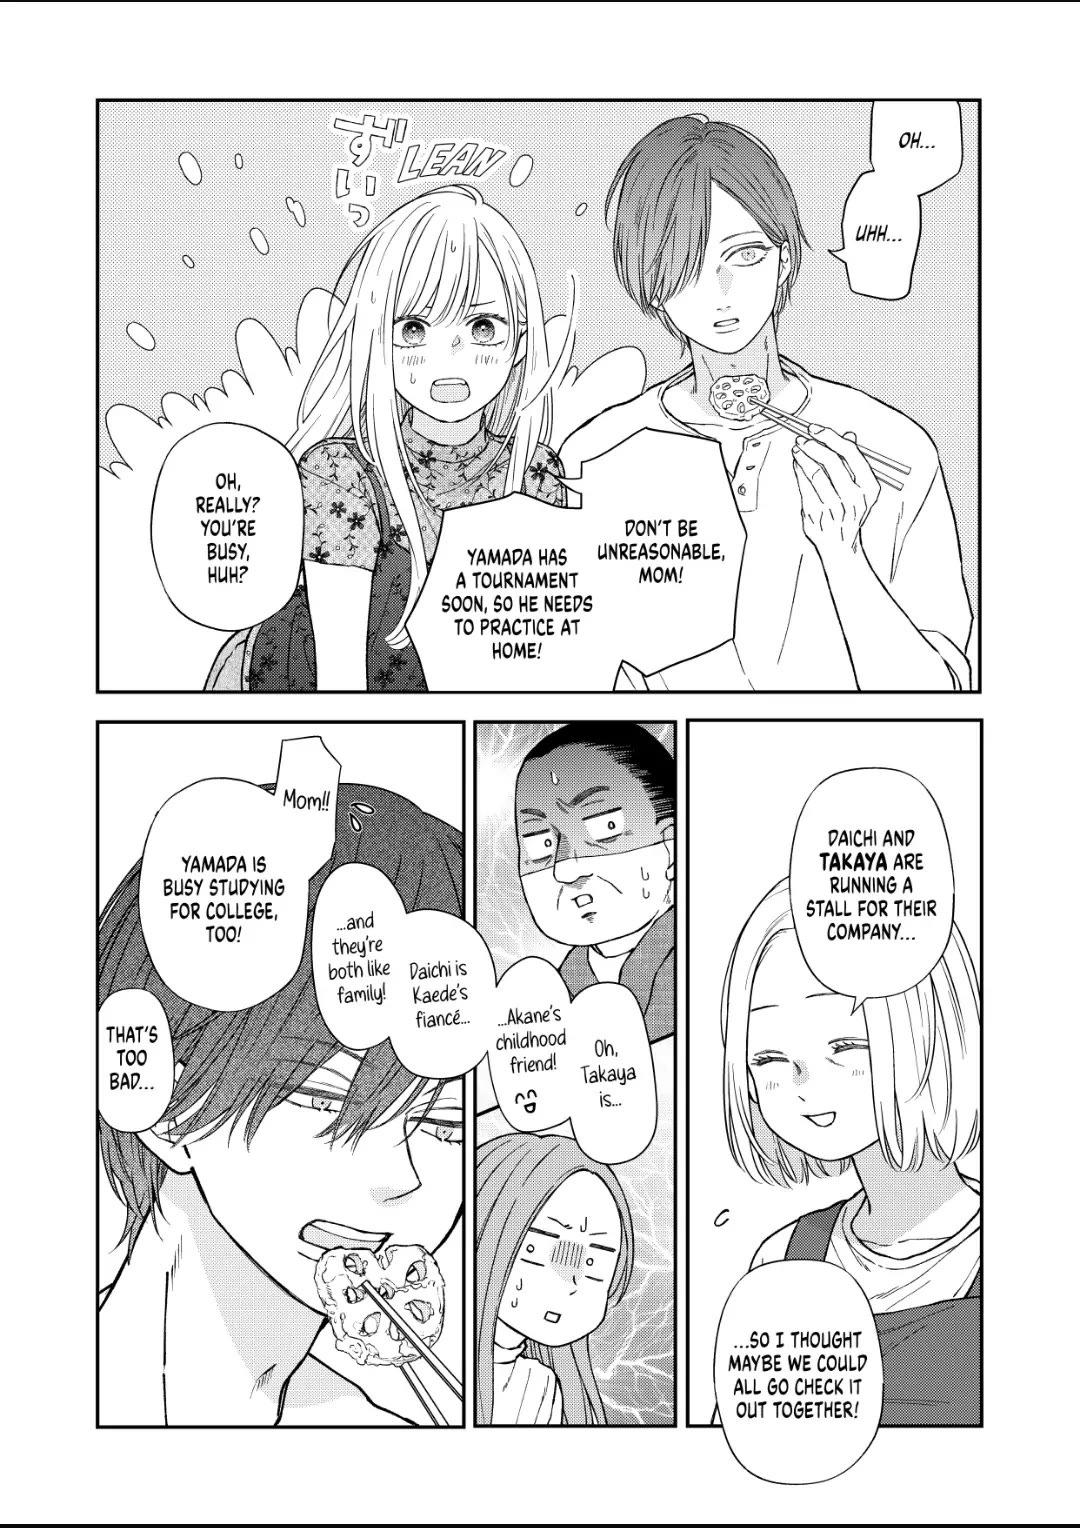 OH...
UHH...
ずいっ
LEAN
DON'T BE
UNREASONABLE,
MOM!
YAMADA HAS
A TOURNAMENT
SOON, SO HE NEEDS
TO PRACTICE AT
HOME!
OH,
REALLY?
YOU'RE
BUSY,
HUH?
DAICHI AND
TAKAYA ARE
RUNNING A
STALL FOR THEIR
COMPANY...
...SO I THOUGHT
MAYBE WE COULD
ALL GO CHECK IT
OUT TOGETHER!
Oh,
Takaya
is...
...Akane's
childhood
friend!
Daichi is
Kaede's
fiancé...
...and
they're
both like
family!
Mom!!
YAMADA IS
BUSY STUDYING
FOR COLLEGE,
TOO!
THAT'S
TOO
BAD...